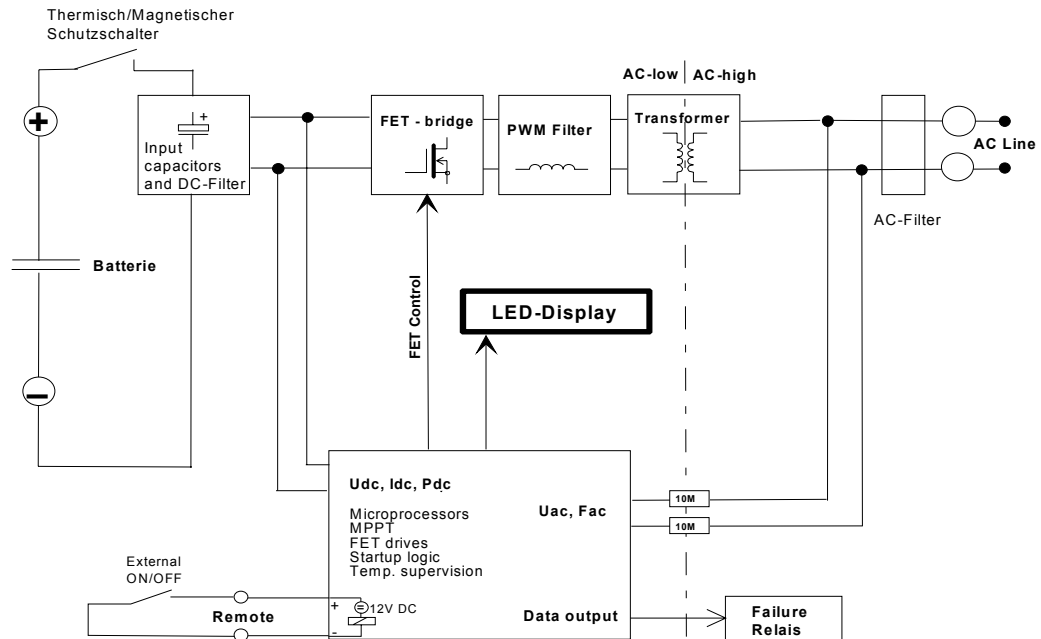 Thermisch/Magnetischer
Schutzschalter
AC-low
AC-high
+
+
Input
capacitors
and DC-Filter
FET - bridge
PWM Filter
Transformer
AC Line
AC-Filter
Batterie
FET Control
LED-Display
−
Udc, Idc, Pdc
Microprocessors
MPPT
FET drives
Startup logic
Temp. supervision
Uac, Fac
10M
10M
External
ON/OFF
Remote
+
=
12V DC
-
Data output
Failure
Relais